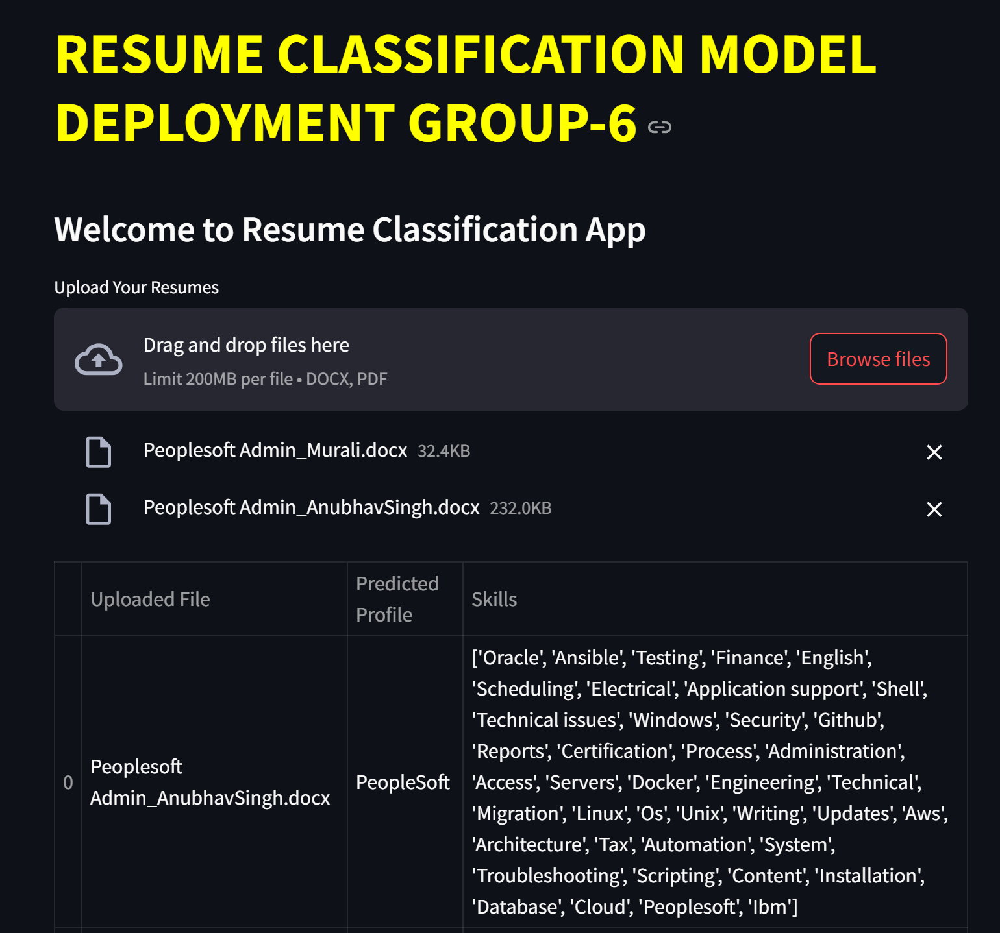 RESUME CLASSIFICATION MODEL
DEPLOYMENT GROUP-6
Welcome to Resume Classification App
Upload Your Resumes
Drag and drop files here
Limit 200MB per file • DOCX, PDF
Browse files
Peoplesoft Admin_Murali.docx 32.4KB
Peoplesoft Admin_AnubhavSingh.docx 232.0KB
Uploaded File
Predicted
Profile
Skills
0
Peoplesoft
Admin_AnubhavSingh.docx
PeopleSoft
['Oracle', 'Ansible', 'Testing', 'Finance', 'English',
'Scheduling', 'Electrical', 'Application support', 'Shell',
'Technical issues', 'Windows', 'Security', 'Github',
'Reports', 'Certification', 'Process', 'Administration',
'Access', 'Servers', 'Docker', 'Engineering', 'Technical',
'Migration', 'Linux', 'Os', 'Unix', 'Writing', 'Updates', 'Aws',
'Architecture', 'Tax', 'Automation', 'System',
'Troubleshooting', 'Scripting', 'Content', 'Installation',
'Database', 'Cloud', 'Peoplesoft', 'Ibm']